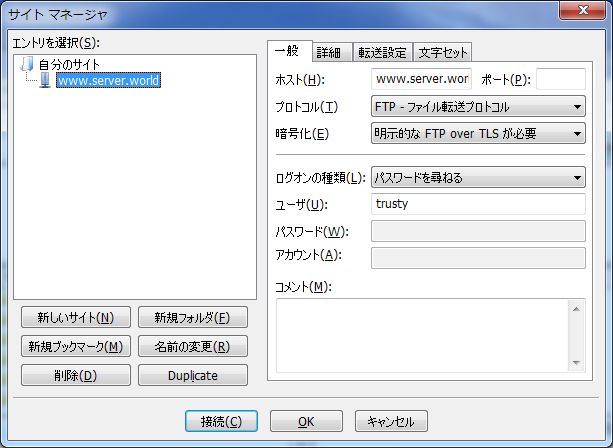 サイト マネージャ
エントリを選択(S):
自分のサイト
www.server.world
新しいサイト(N)
新規フォルダ(F)
新規ブックマーク(M)
名前の変更(R)
削除(D)
Duplicate
一般
詳細
転送設定
文字セット
ホスト(H):
www.server.wor
ポート(P):
プロトコル(T)
FTP - ファイル転送プロトコル
暗号化(E)
明示的な FTP over TLS が必要
ログオンの種類(L):
パスワードを尋ねる
ユーザ(U):
trusty
パスワード(W):
アカウント(A):
コメント(M):
接続(C)
OK
キャンセル